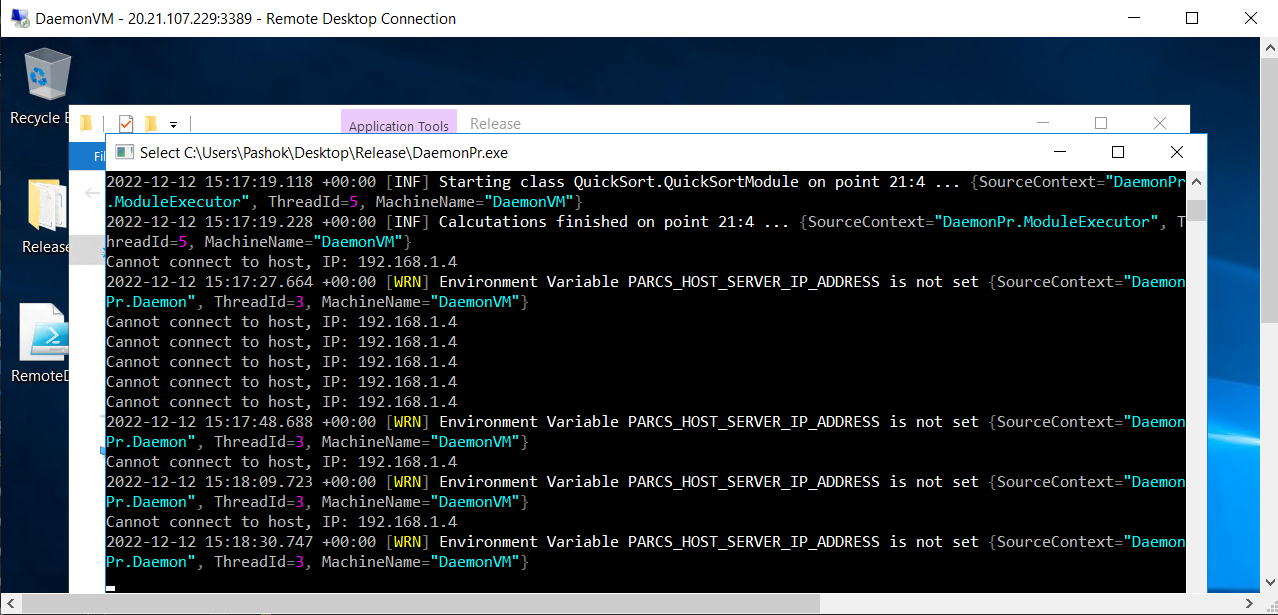 DaemonVM - 20.21.107.229:3389 - Remote Desktop Connection
Recycle B
Application Tools
Release
Fil
Select C:\Users\Pashok\Desktop\Release\DaemonPr.exe
2022-12-12 15:17:19.118 +00:00 [INF] Starting class QuickSort.QuickSortModule on point 21:4 ... {SourceContext="DaemonPr
.ModuleExecutor", ThreadId=5, MachineName="DaemonVM"}
2022-12-12 15:17:19.228 +00:00 [INF] Calcutations finished on point 21:4 ... {SourceContext="DaemonPr.ModuleExecutor", T
hreadId=5, MachineName="DaemonVM"}
Cannot connect to host, IP: 192.168.1.4
2022-12-12 15:17:27.664 +00:00 [WRN] Environment Variable PARCS_HOST_SERVER_IP_ADDRESS is not set {SourceContext="Daemon
Pr.Daemon", ThreadId=3, MachineName="DaemonVM"}
Cannot connect to host, IP: 192.168.1.4
Cannot connect to host, IP: 192.168.1.4
Cannot connect to host, IP: 192.168.1.4
Cannot connect to host, IP: 192.168.1.4
Cannot connect to host, IP: 192.168.1.4
2022-12-12 15:17:48.688 +00:00 [WRN] Environment Variable PARCS_HOST_SERVER_IP_ADDRESS is not set {SourceContext="Daemon
Pr.Daemon", ThreadId=3, MachineName="DaemonVM"}
Cannot connect to host, IP: 192.168.1.4
2022-12-12 15:18:09.723 +00:00 [WRN] Environment Variable PARCS_HOST_SERVER_IP_ADDRESS is not set {SourceContext="Daemon
Pr.Daemon", ThreadId=3, MachineName="DaemonVM"}
Cannot connect to host, IP: 192.168.1.4
2022-12-12 15:18:30.747 +00:00 [WRN] Environment Variable PARCS_HOST_SERVER_IP_ADDRESS is not set {SourceContext="Daemon
Pr.Daemon", ThreadId=3, MachineName="DaemonVM"}
Release
RemoteD